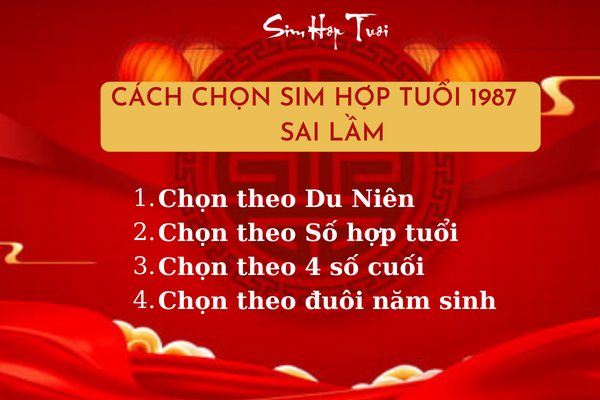 Sim Hợp Tuổi
CÁCH CHỌN SIM HỢP TUỔI 1987
SAI LẦM
1. Chọn theo Du Niên
2. Chọn theo Số hợp tuổi
3. Chọn theo 4 số cuối
4. Chọn theo đuôi năm sinh